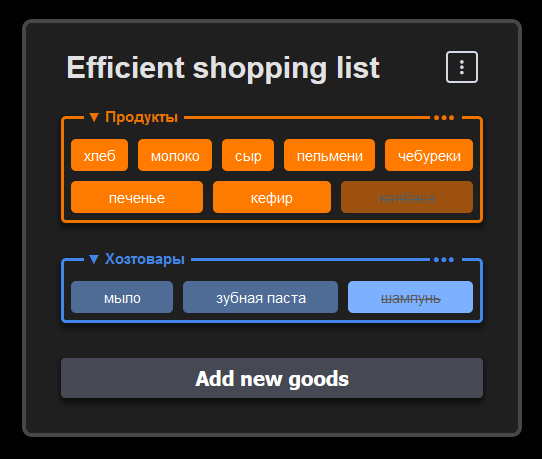 Efficient shopping list
▼ Продукты
хлеб молоко сыр пельмени чебуреки
печенье кефир колбаса
▼ Хозтовары
мыло зубная паста шампунь
Add new goods